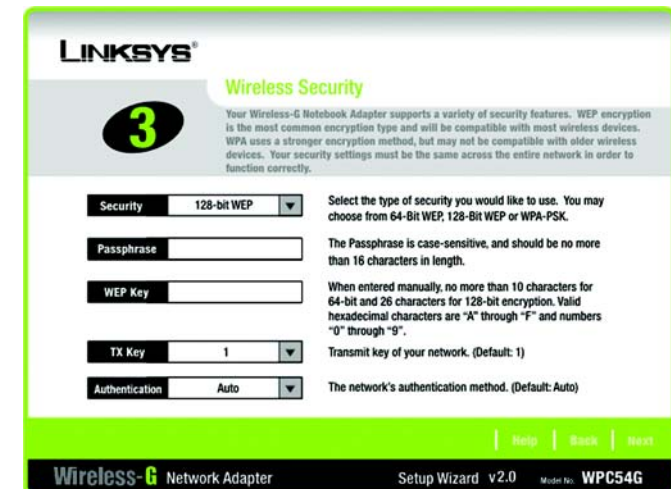 LINKSYS®
Wireless Security
3
Your Wireless-G Notebook Adapter supports a variety of security features. WEP encryption
is the most common encryption type and will be compatible with most wireless devices.
WPA uses a stronger encryption method, but may not be compatible with older wireless
devices. Your security settings must be the same across the entire network in order to
function correctly.
Security 128-bit WEP
Select the type of security you would like to use. You may
choose from 64-Bit WEP, 128-Bit WEP or WPA-PSK.
Passphrase
The Passphrase is case-sensitive, and should be no more
than 16 characters in length.
WEP Key
When entered manually, no more than 10 characters for
64-bit and 26 characters for 128-bit encryption. Valid
hexadecimal characters are “A” through “F” and numbers
“0” through “9”.
TX Key 1
Transmit key of your network. (Default: 1)
Authentication Auto
The network's authentication method. (Default: Auto)
Help Back Next
Wireless-G Network Adapter Setup Wizard v2.0 Model No. WPC54G